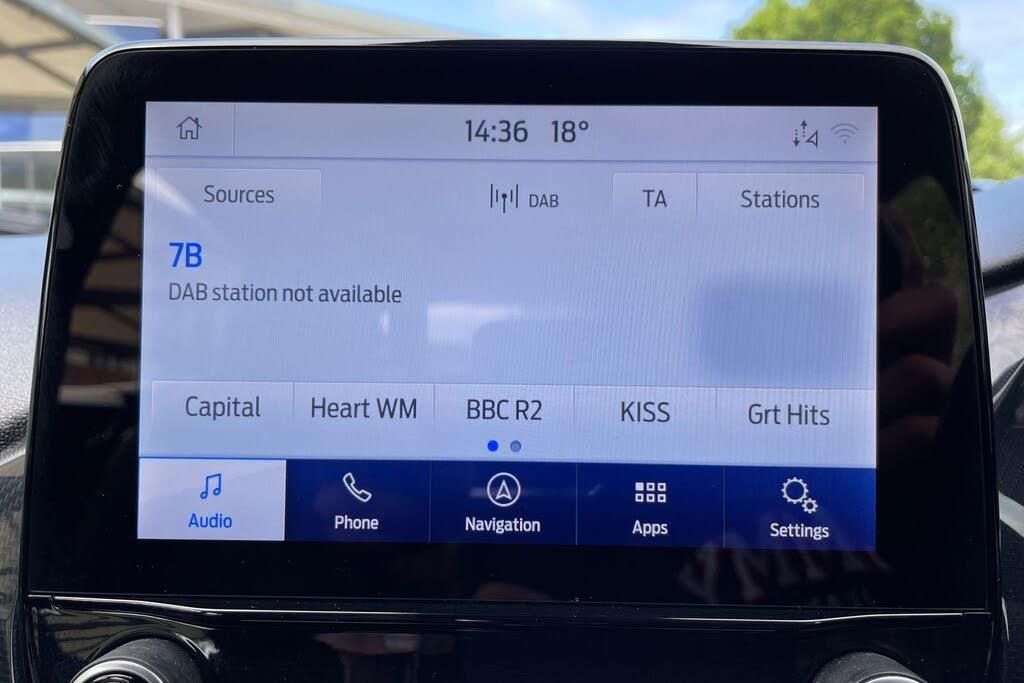 14:36 18°
Sources DAB TA Stations
7B
DAB station not available
Capital Heart WM BBC R2 KISS Grt Hits
Audio Phone Navigation Apps Settings